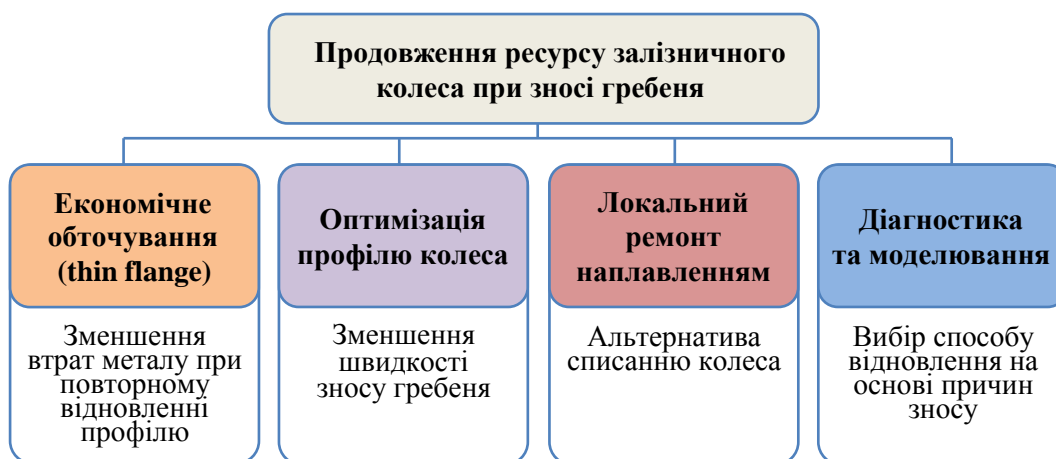 Продовження ресурсу залізничного
колеса при зносі гребеня
Економічне
обточування
(thin flange)
Зменшення
втрат металу при
повторному
відновленні
профілю
Оптимізація
профілю колеса
Зменшення
швидкості
зносу гребеня
Локальний
ремонт
наплавленням
Альтернатива
списанню колеса
Діагностика
та моделювання
Вибір способу
відновлення на
основі причин
зносу